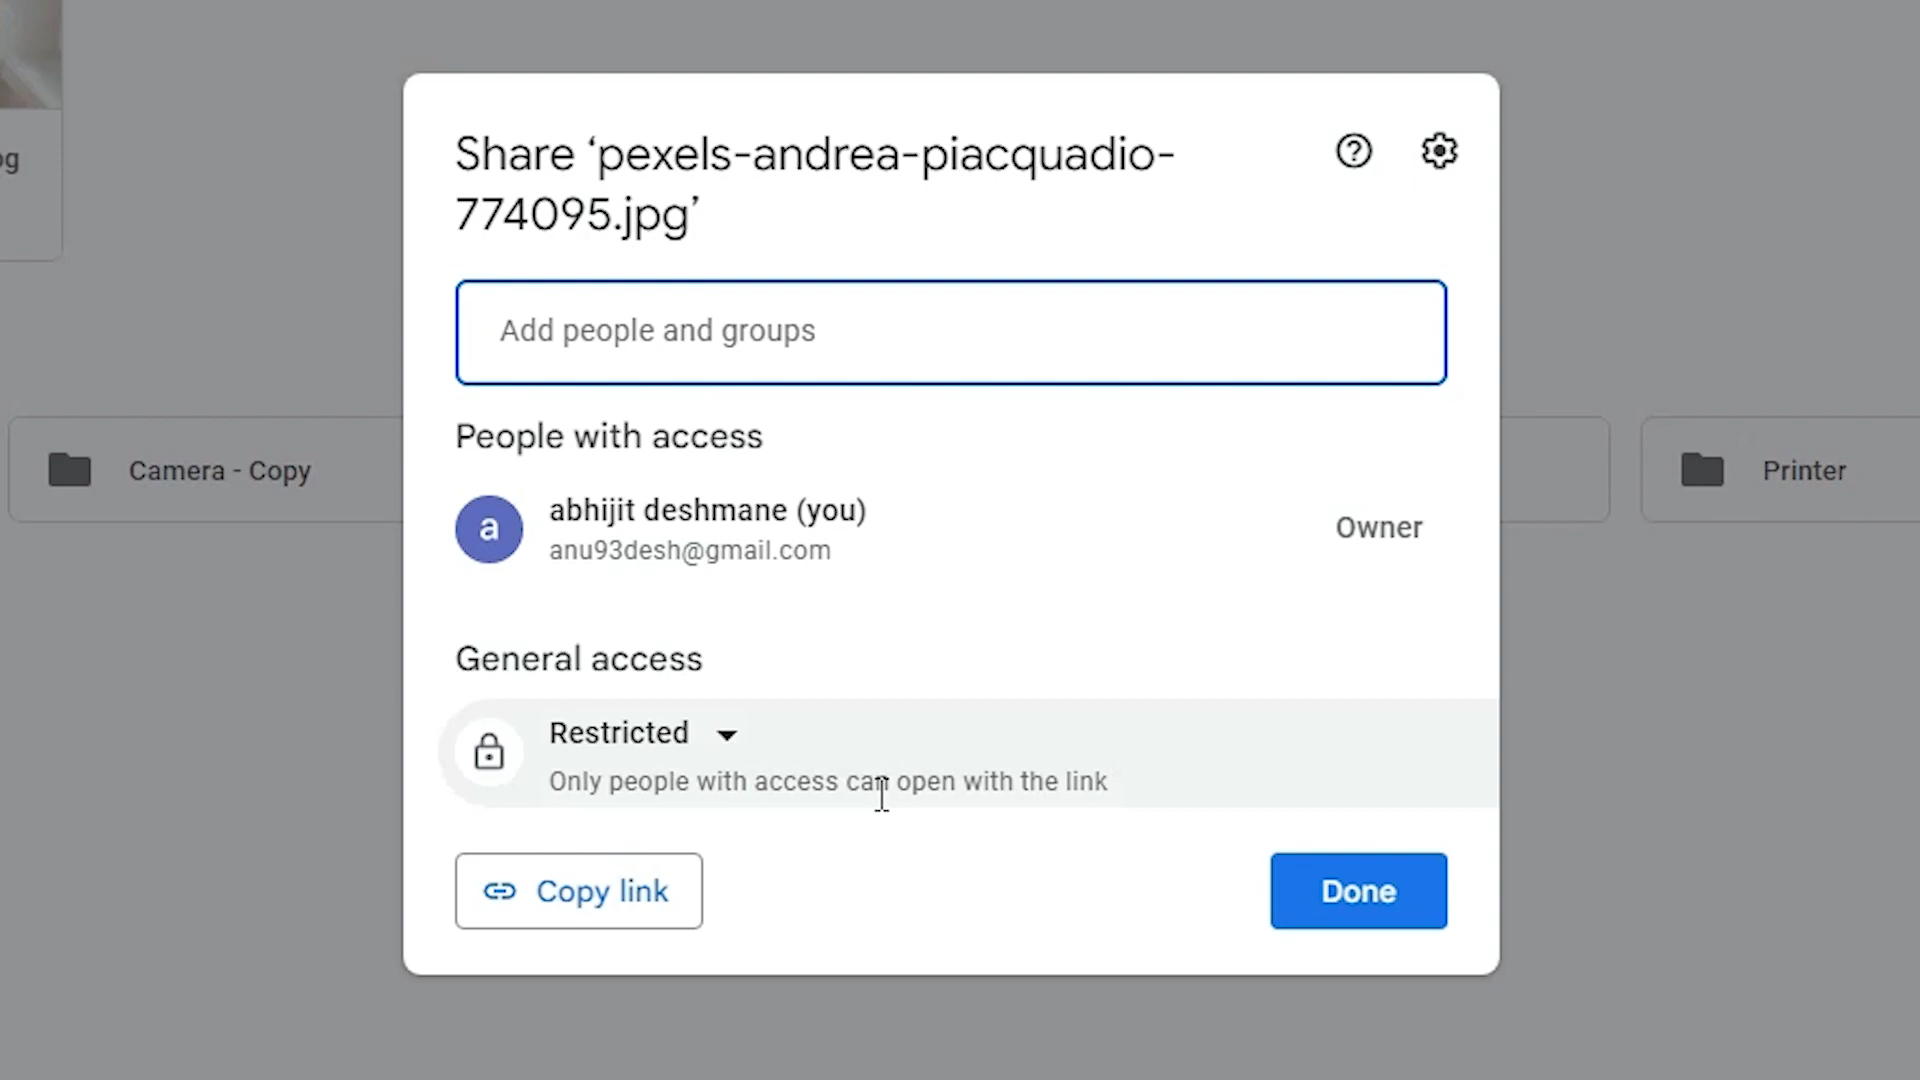 Share ‘pexels-andrea-piacquadio-
774095.jpg’
Add people and groups
People with access
a
abhijit deshmane (you)
anu93desh@gmail.com
Owner
General access
Restricted
Only people with access can open with the link
Copy link
Done
Camera - Copy
Printer